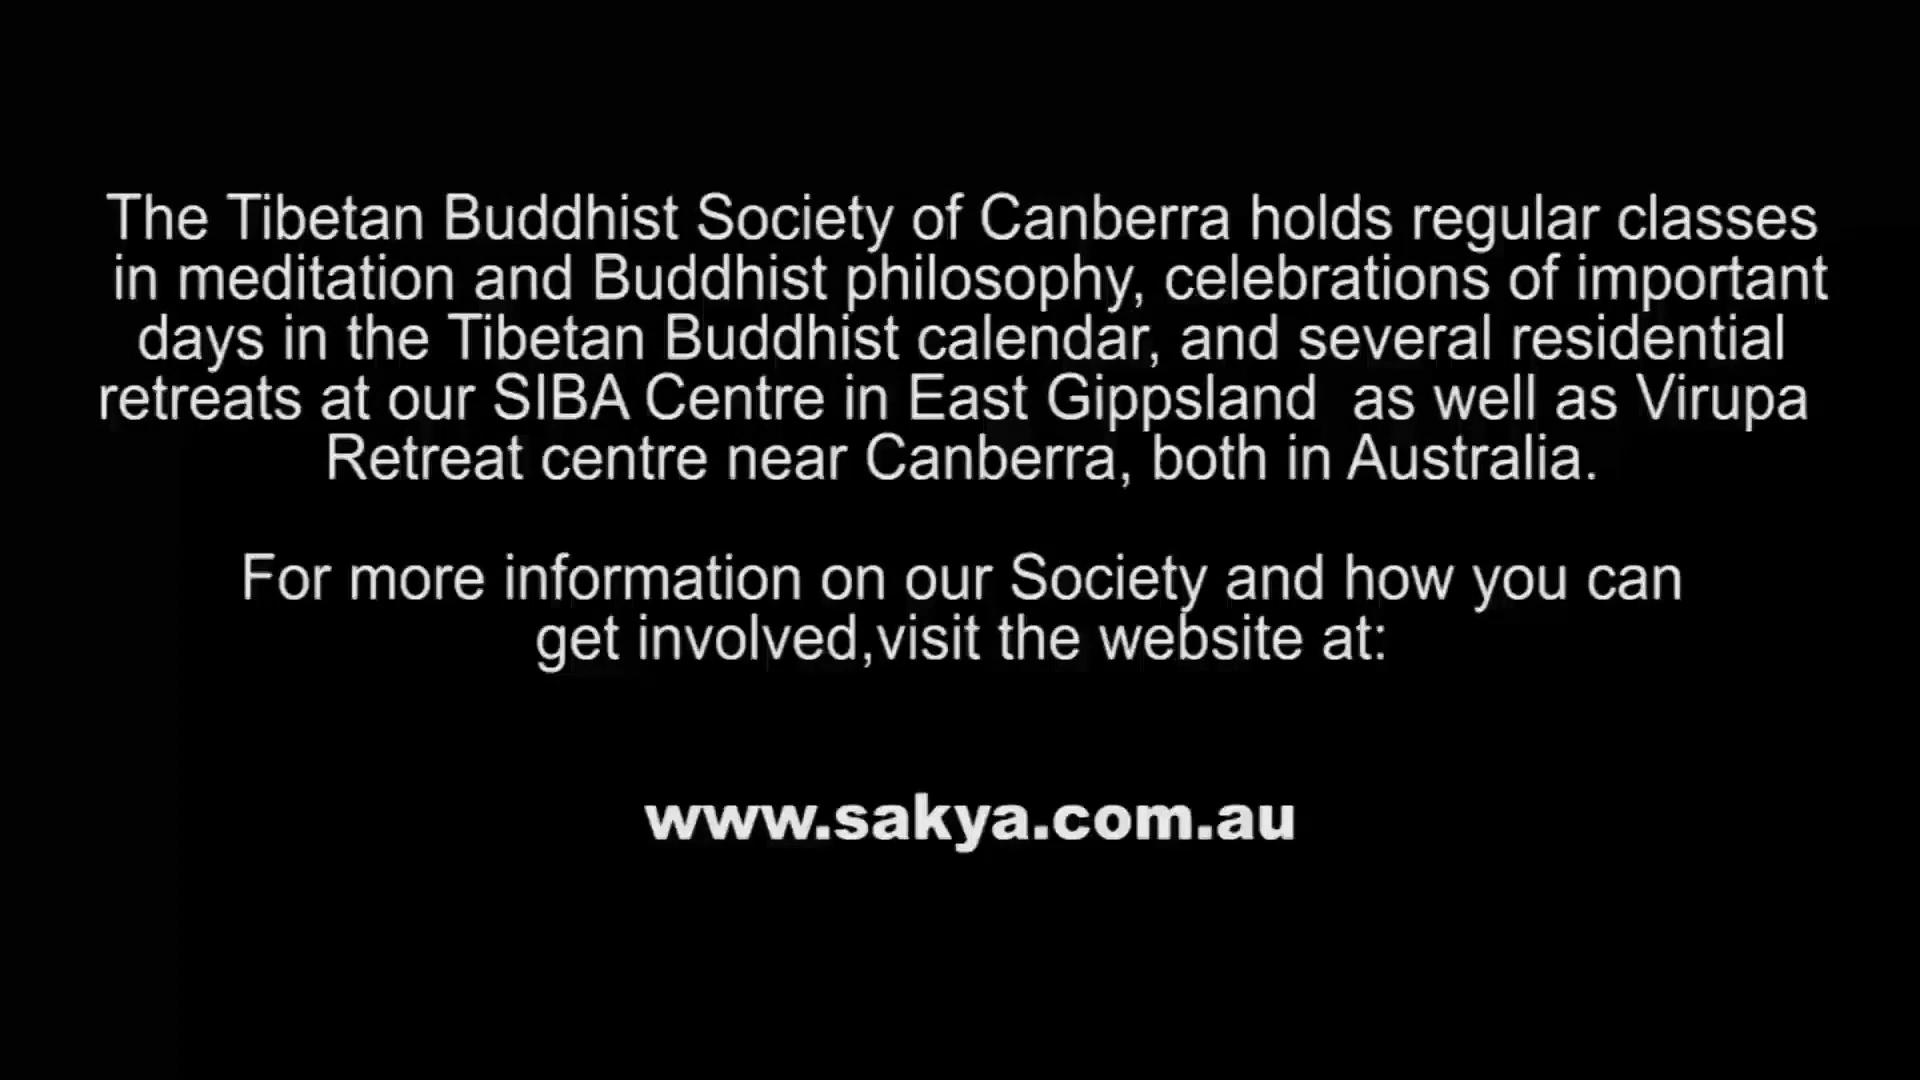 The Tibetan Buddhist Society of Canberra holds regular classes
in meditation and Buddhist philosophy, celebrations of important
days in the Tibetan Buddhist calendar, and several residential
retreats at our SIBA Centre in East Gippsland  as well as Virupa
Retreat centre near Canberra, both in Australia.
For more information on our Society and how you can
get involved,visit the website at:
www.sakya.com.au